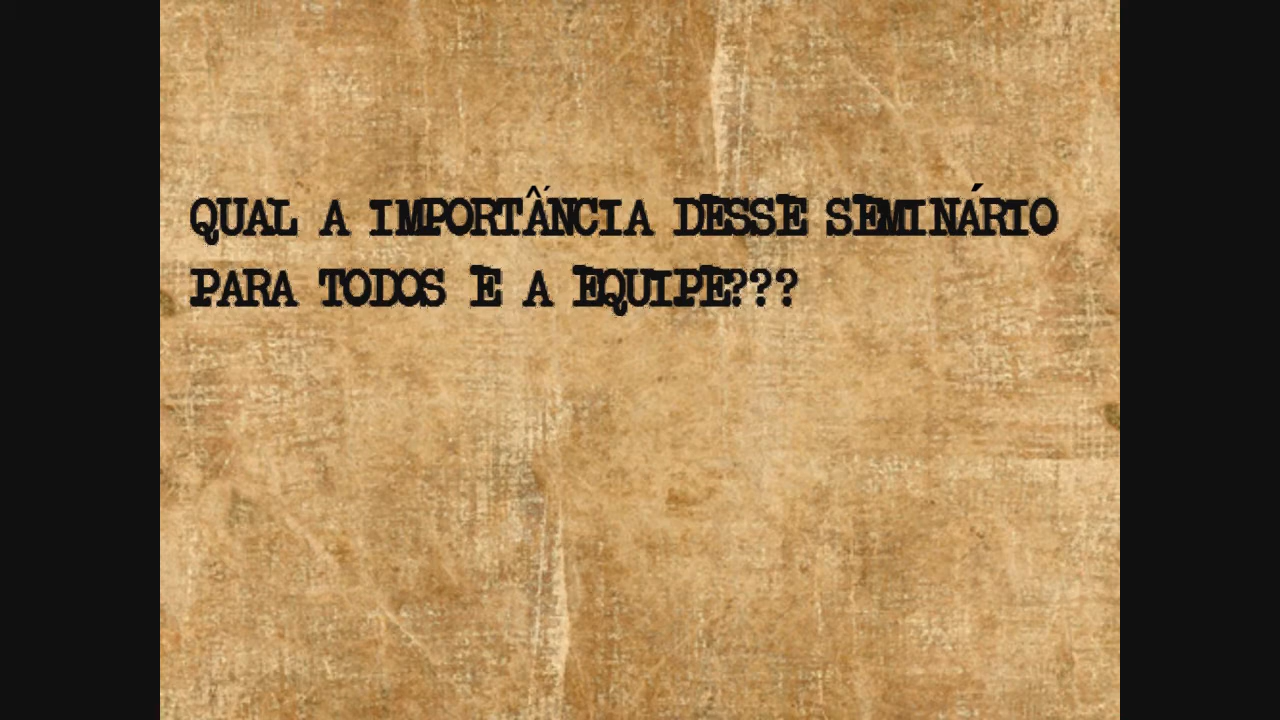 QUAL A IMPORTÂNCIA DESSE SEMINÁRIO
PARA TODOS E A EQUIPE???